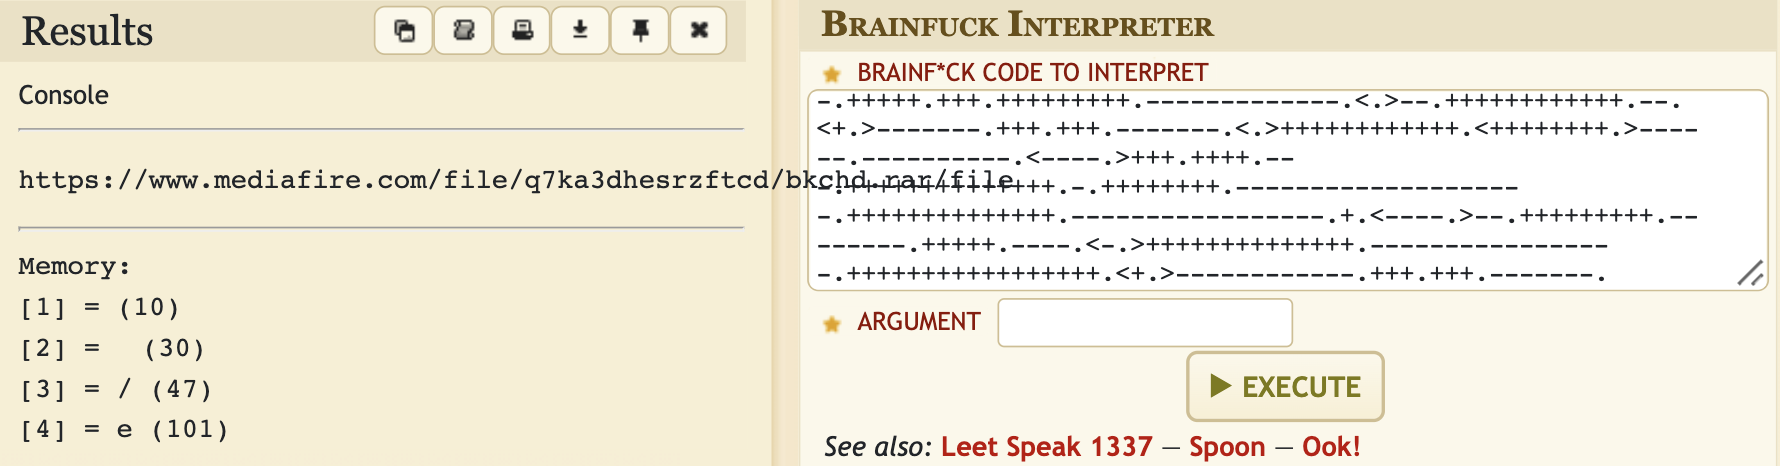 Results
Console
https://www.mediafire.com/file/q7ka3dhesrzftcd/bkchd.rar/file
Memory:
[1] = (10)
[2] =   (30)
[3] = / (47)
[4] = e (101)
BRAINFUCK INTERPRETER
BRAINF*CK CODE TO INTERPRET
-.+++++.+++.+++++++++.-------------.<.>--.++++++++++++.--.
<+.>-------.+++.+++.-------.<.>++++++++++++.<++++++++.>----
--.----------.<----.>+++.++++.--
-.++++++++++++++.-.++++++++.-------------------
-.++++++++++++++.-----------------.+.<----.>--.+++++++++.--
------.+++++.----.<-.>++++++++++++++.----------------
-.+++++++++++++++++.<+.>------------.+++.+++.-------.
ARGUMENT
EXECUTE
See also: Leet Speak 1337 – Spoon – Ook!